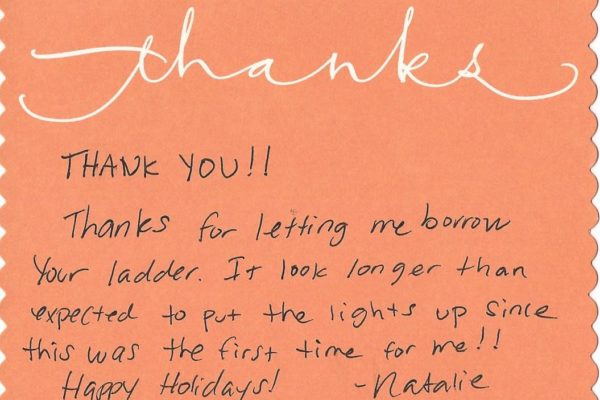 thanks
THANK YOU!!
Thanks for letting me borrow
Your ladder. It look longer than
expected to put the lights up since
this was the first time for me!!
Happy Holidays! -Natalie